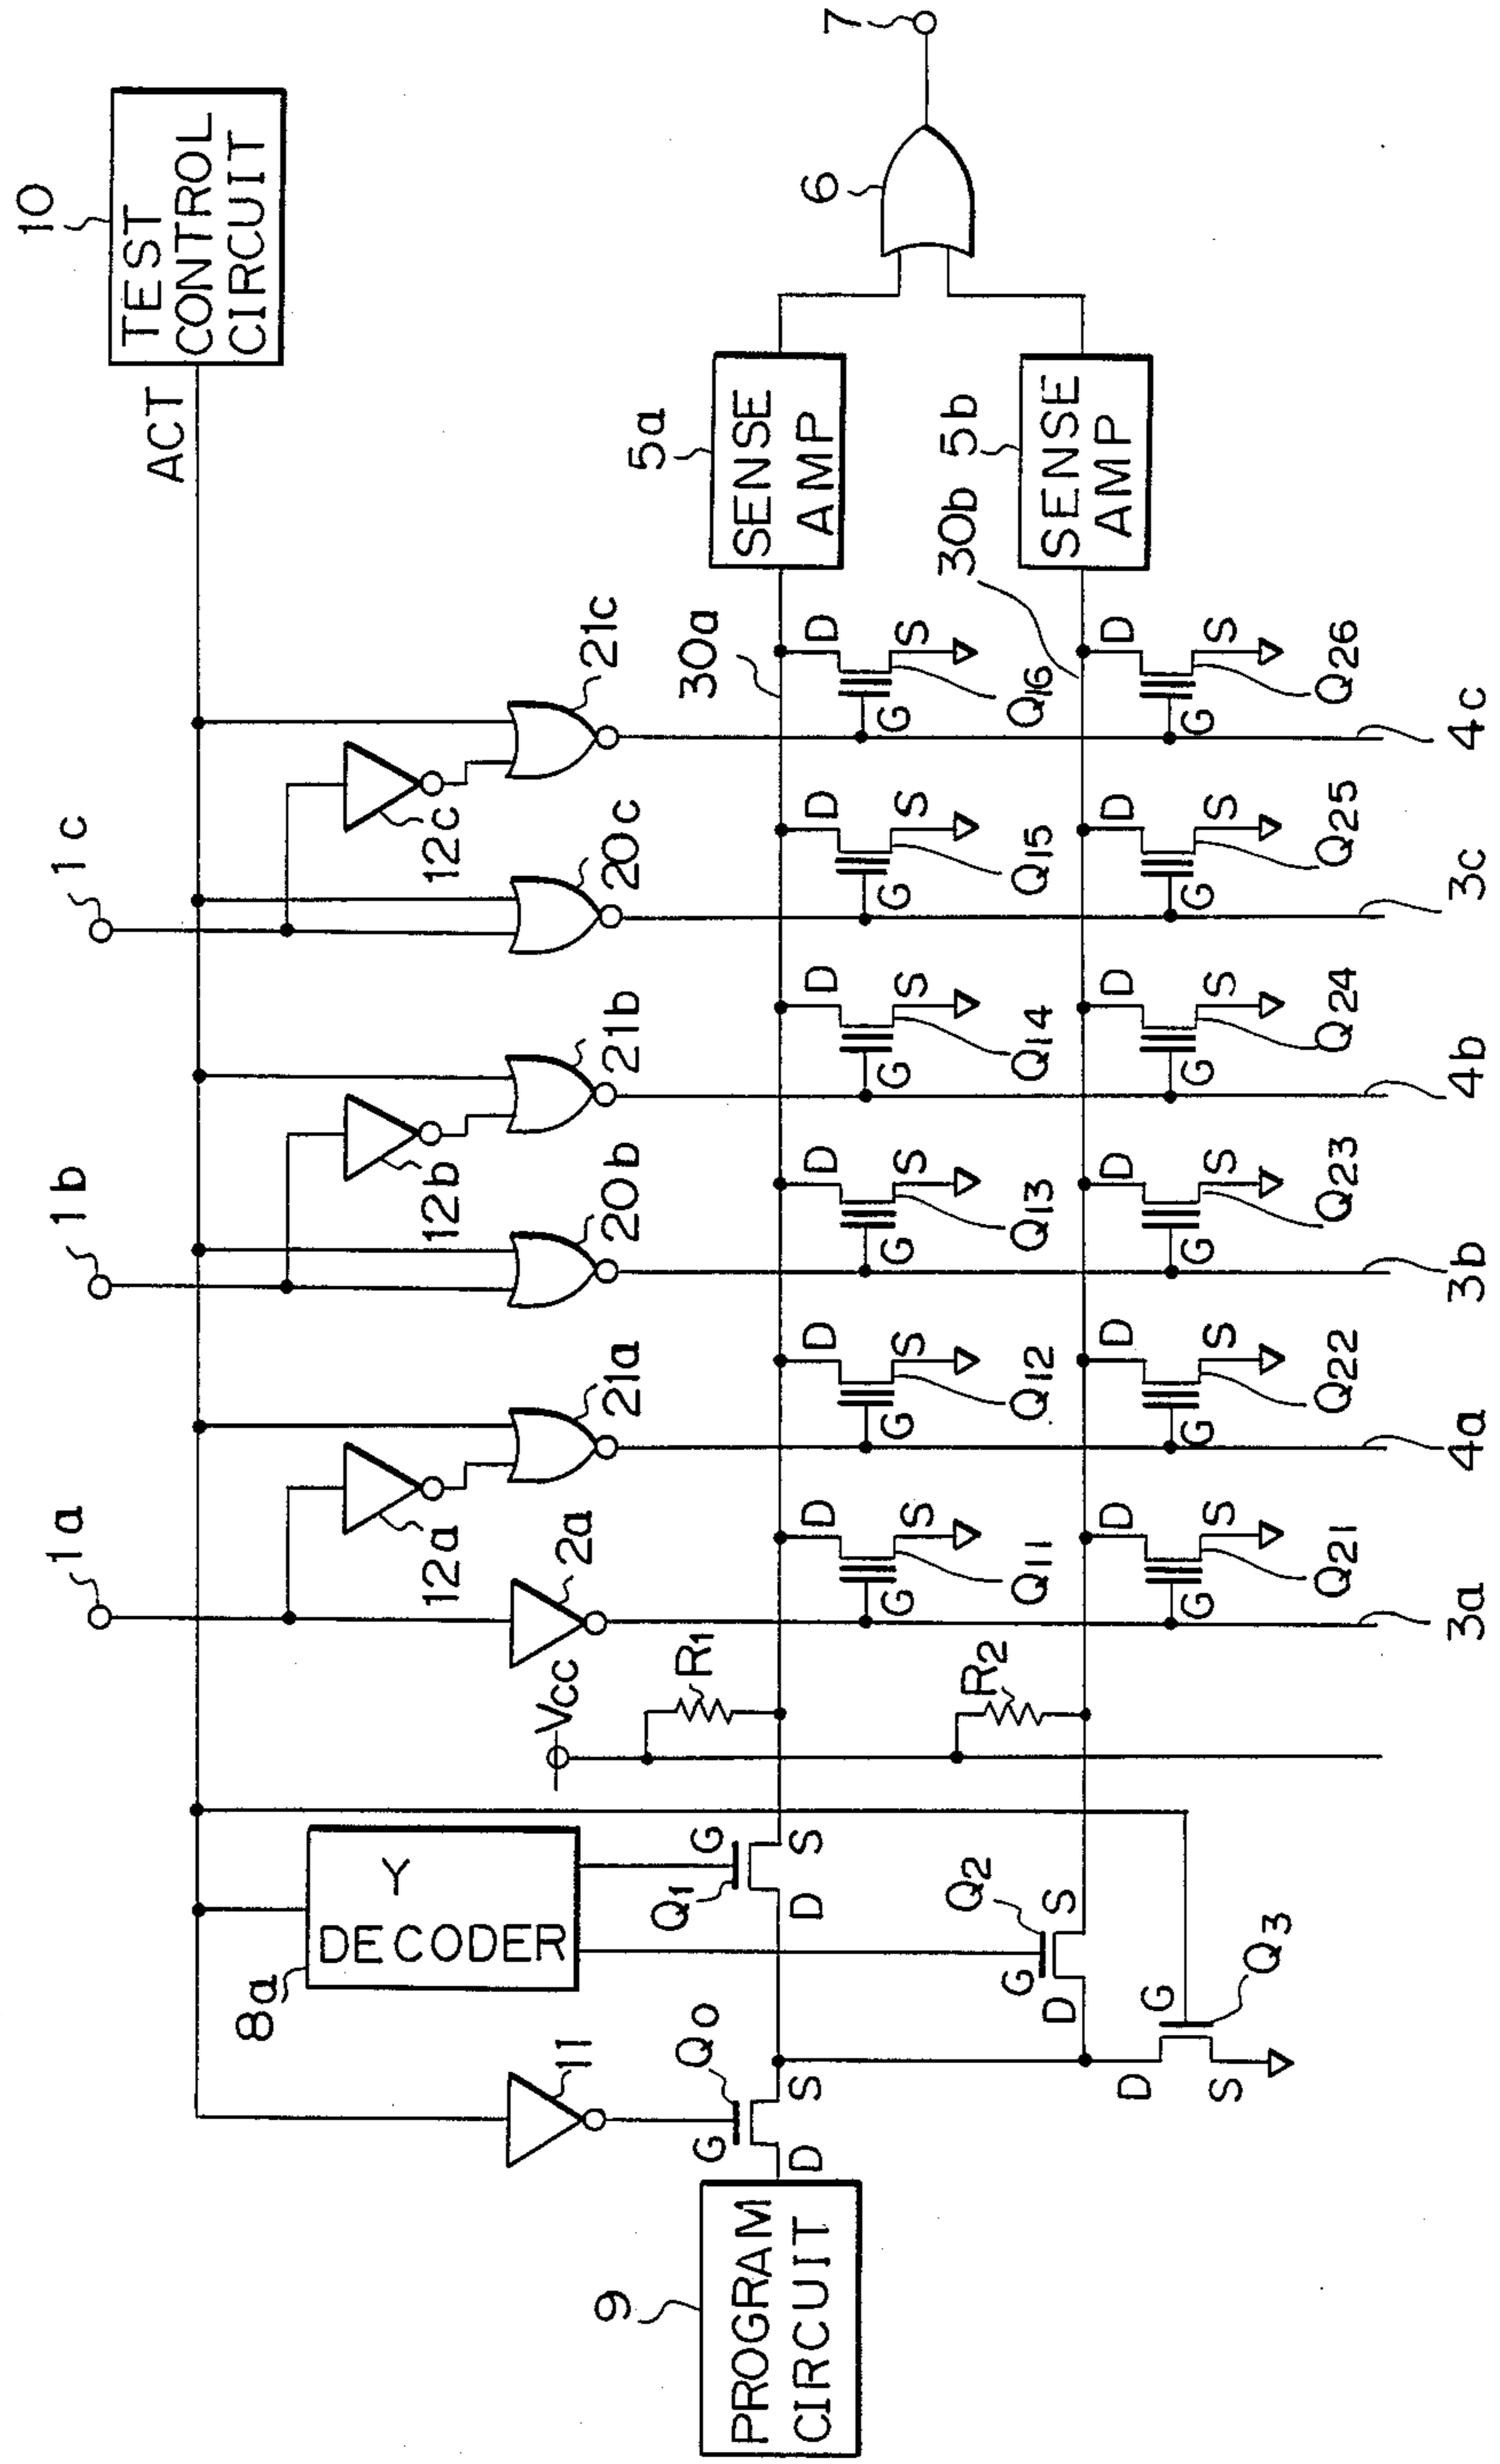 10
TEST
CONTROL
CIRCUIT
ACT
1a
1b
1c
12a
12b
12c
2a
21a
20b
21b
20c
21c
8a
Y
DECODER
11
Vcc
R1
R2
9
PROGRAM
CIRCUIT
Q0
G
D
S
Q1
G
D
S
Q2
G
D
S
Q3
G
D
S
30a
5a
SENSE
AMP
30b
5b
SENSE
AMP
6
7
D
G
S
Q11
D
G
S
Q12
D
G
S
Q13
D
G
S
Q14
D
G
S
Q15
D
G
S
Q16
D
G
S
Q21
D
G
S
Q22
D
G
S
Q23
D
G
S
Q24
D
G
S
Q25
D
G
S
Q26
3a
4a
3b
4b
3c
4c